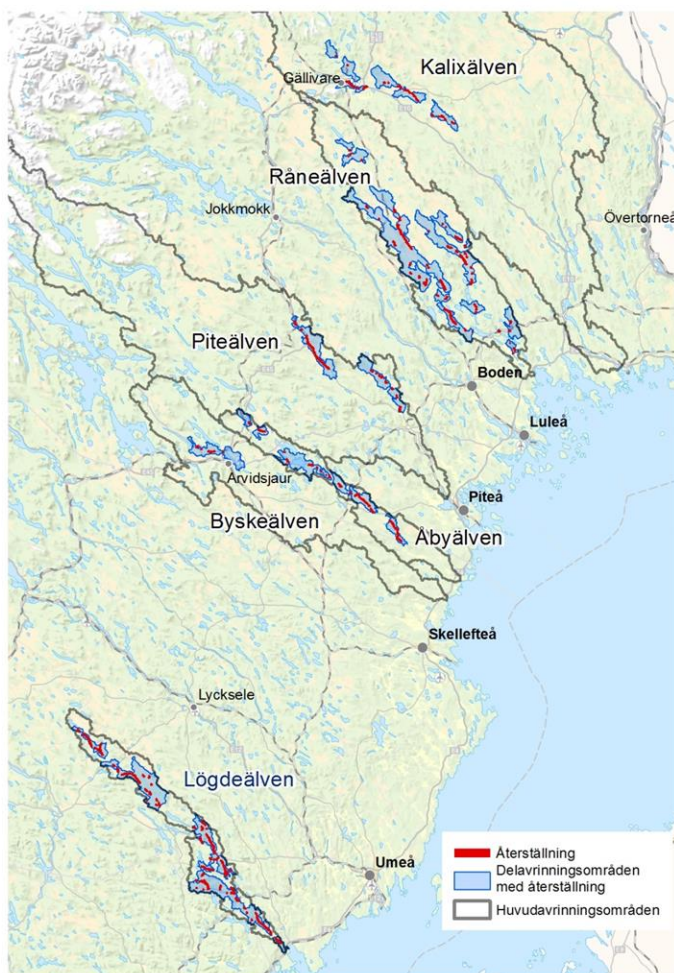 Kalixälven
Gällivare
Råneälven
Jokkmokk
Övertorneå
Piteälven
Boden
Luleå
Arvidsjaur
Piteå
Byskeälven
Åbyälven
Skellefteå
Lycksele
Lögdeälven
Umeå
Återställning
Delavrinningsområden
med återställning
Huvudavrinningsområden